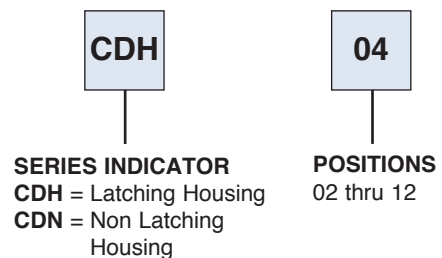 CDH
04
SERIES INDICATOR
CDH = Latching Housing
CDN = Non Latching
Housing
POSITIONS
02 thru 12